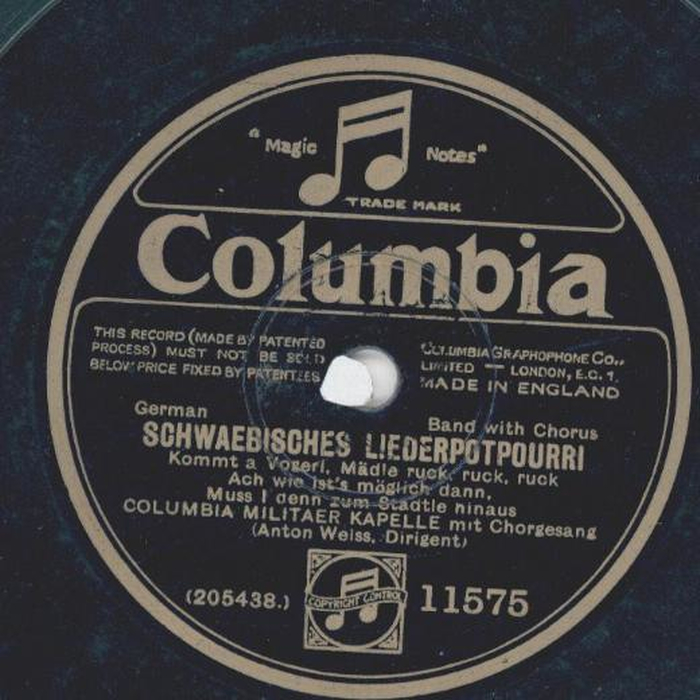 "Magic Notes"
TRADE MARK
Columbia
THIS RECORD (MADE BY PATENTED
PROCESS) MUST NOT BE SOLD
BELOW PRICE FIXED BY PATENTEES
COLUMBIA GRAPHOPHONE CO.,
LIMITED — LONDON, E.C. 1.
MADE IN ENGLAND
German
Band with Chorus
SCHWAEBISCHES LIEDERPOTPOURRI
Kommt a Vogerl, Mädle ruck, ruck, ruck
Ach wie ist's möglich dann,
Muss I denn zum Städtle hinaus
COLUMBIA MILITAER KAPELLE mit Chorgesang
(Anton Weiss, Dirigent)
(205438.)
COPYRIGHT CONTROL
11575